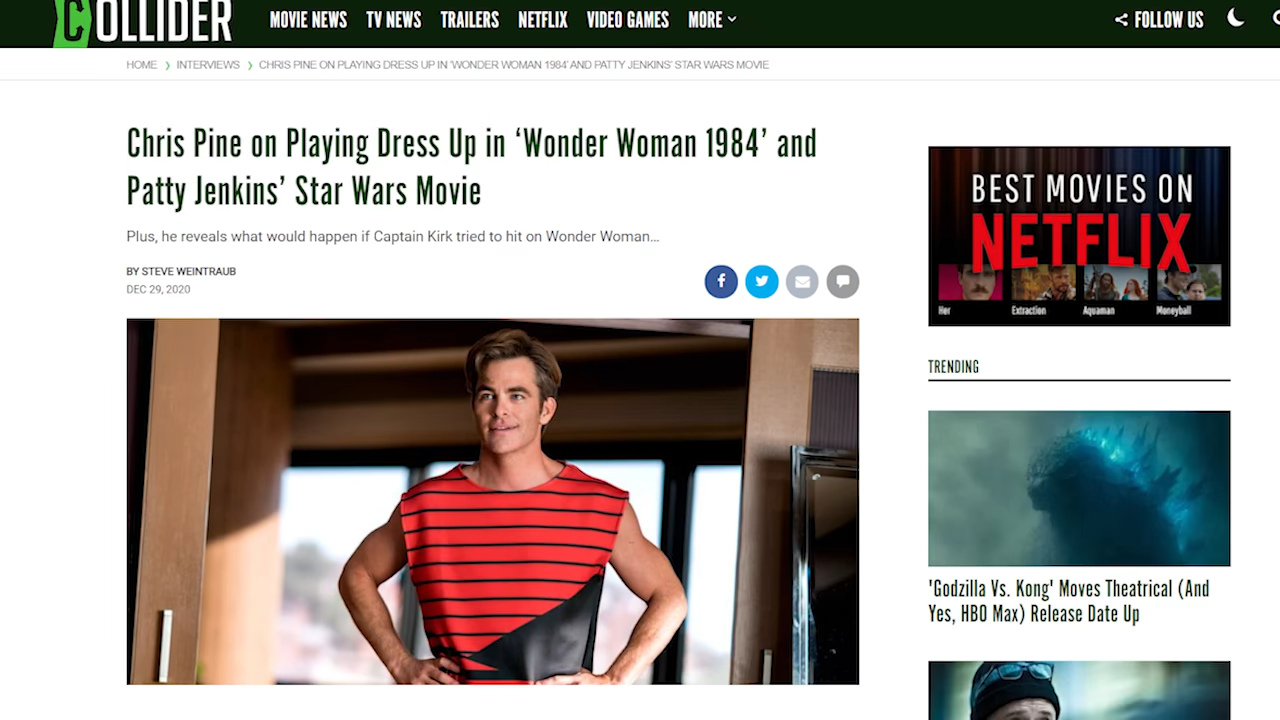 COLLIDER
MOVIE NEWS TV NEWS TRAILERS NETFLIX VIDEO GAMES MORE
FOLLOW US
HOME > INTERVIEWS > CHRIS PINE ON PLAYING DRESS UP IN 'WONDER WOMAN 1984' AND PATTY JENKINS' STAR WARS MOVIE
Chris Pine on Playing Dress Up in ‘Wonder Woman 1984’ and
Patty Jenkins’ Star Wars Movie
Plus, he reveals what would happen if Captain Kirk tried to hit on Wonder Woman...
BY STEVE WEINTRAUB
DEC 29, 2020
BEST MOVIES ON
NETFLIX
Her Extraction Aquaman Moneyball
TRENDING
'Godzilla Vs. Kong' Moves Theatrical (And
Yes, HBO Max) Release Date Up